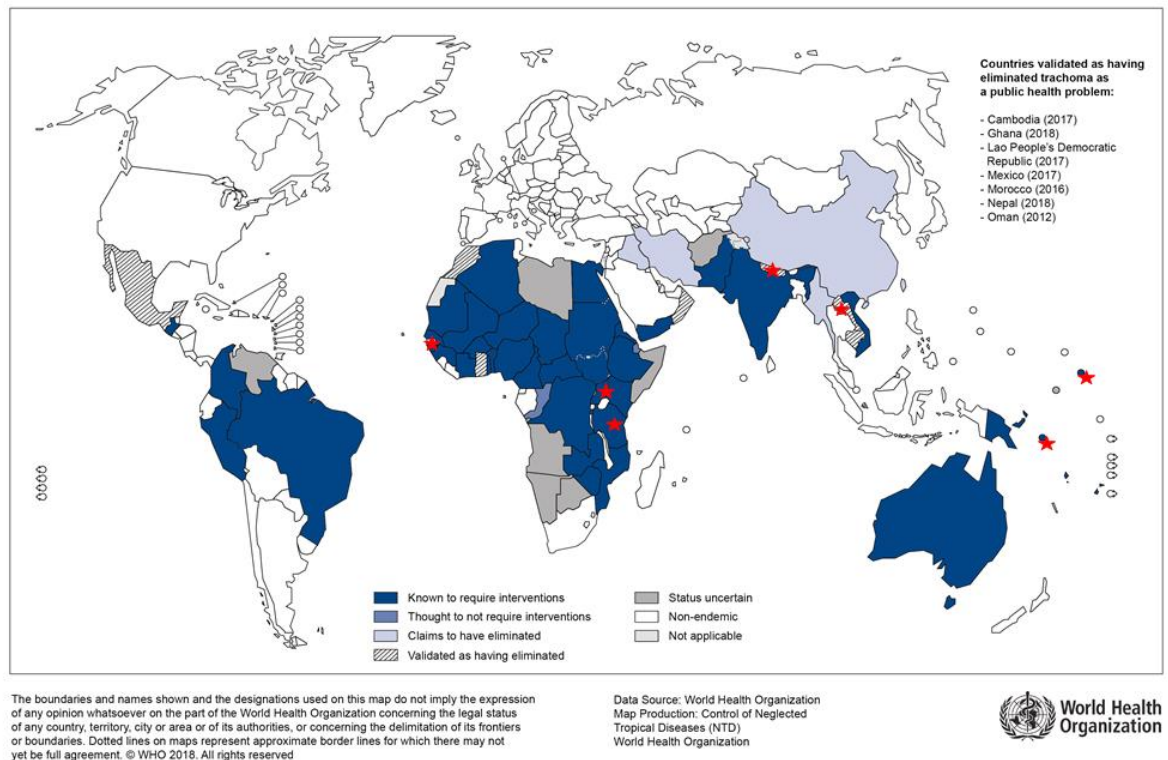 Countries validated as having
eliminated trachoma as
a public health problem:
- Cambodia (2017)
- Ghana (2018)
- Lao People's Democratic
Republic (2017)
- Mexico (2017)
- Morocco (2016)
- Nepal (2018)
- Oman (2012)
Known to require interventions
Thought to not require interventions
Claims to have eliminated
Validated as having eliminated
Status uncertain
Non-endemic
Not applicable
The boundaries and names shown and the designations used on this map do not imply the expression
of any opinion whatsoever on the part of the World Health Organization concerning the legal status
of any country, territory, city or area or of its authorities, or concerning the delimitation of its frontiers
or boundaries. Dotted lines on maps represent approximate border lines for which there may not
yet be full agreement. © WHO 2018. All rights reserved
Data Source: World Health Organization
Map Production: Control of Neglected
Tropical Diseases (NTD)
World Health Organization
World Health
Organization